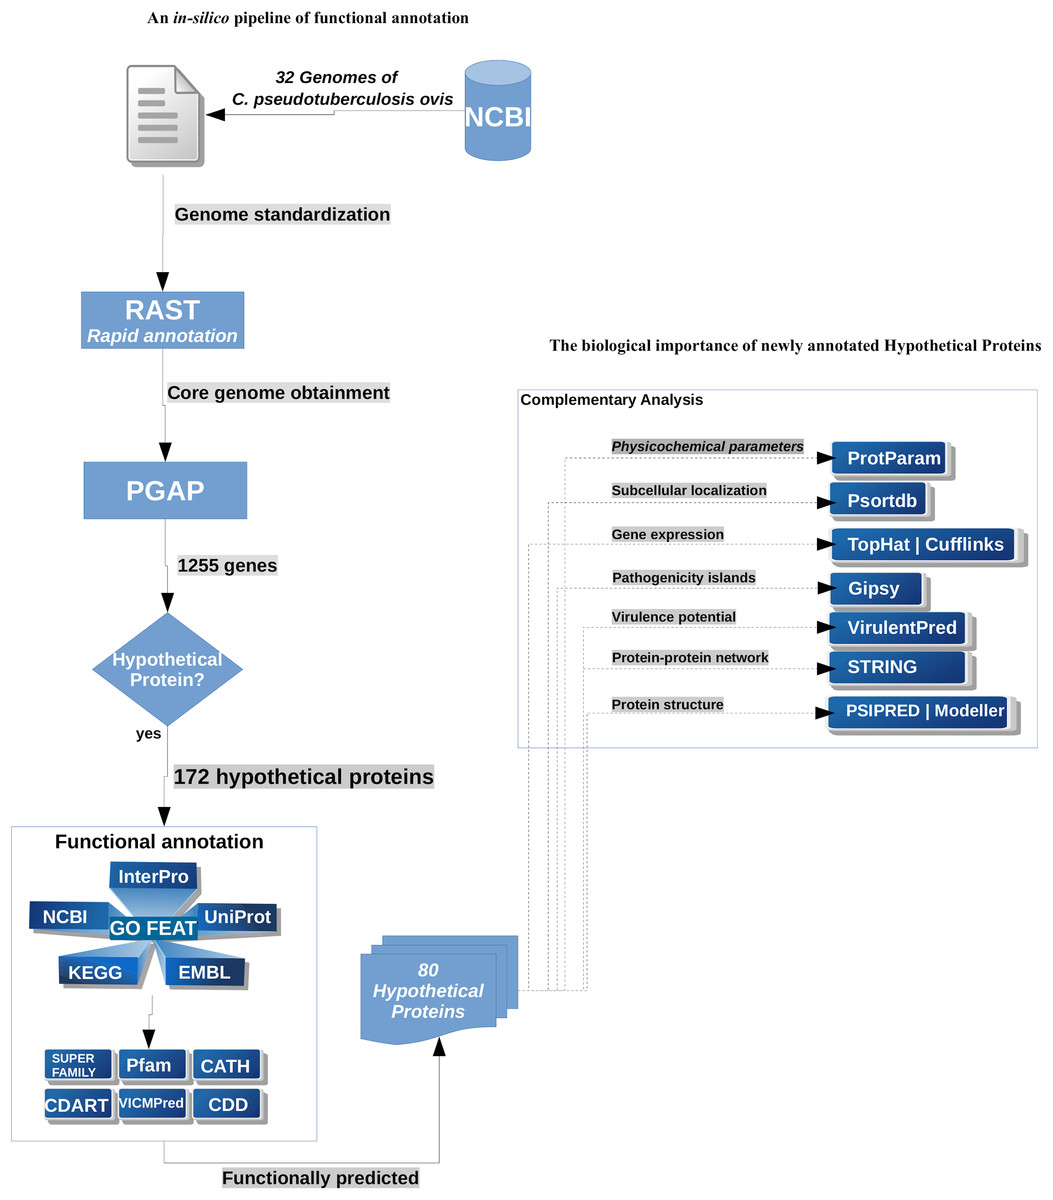 An in-silico pipeline of functional annotation
32 Genomes of
C. pseudotuberculosis ovis
NCBI
Genome standardization
RAST
Rapid annotation
Core genome obtainment
PGAP
1255 genes
Hypothetical
Protein?
yes
172 hypothetical proteins
Functional annotation
InterPro
NCBI
UniProt
GO FEAT
KEGG
EMBL
SUPER
FAMILY
Pfam
CATH
CDART
VICMPred
CDD
Functionally predicted
80
Hypothetical
Proteins
The biological importance of newly annotated Hypothetical Proteins
Complementary Analysis
Physicochemical parameters
ProtParam
Subcellular localization
Psortdb
Gene expression
TopHat | Cufflinks
Pathogenicity islands
Gipsy
Virulence potential
VirulentPred
Protein-protein network
STRING
Protein structure
PSIPRED | Modeller